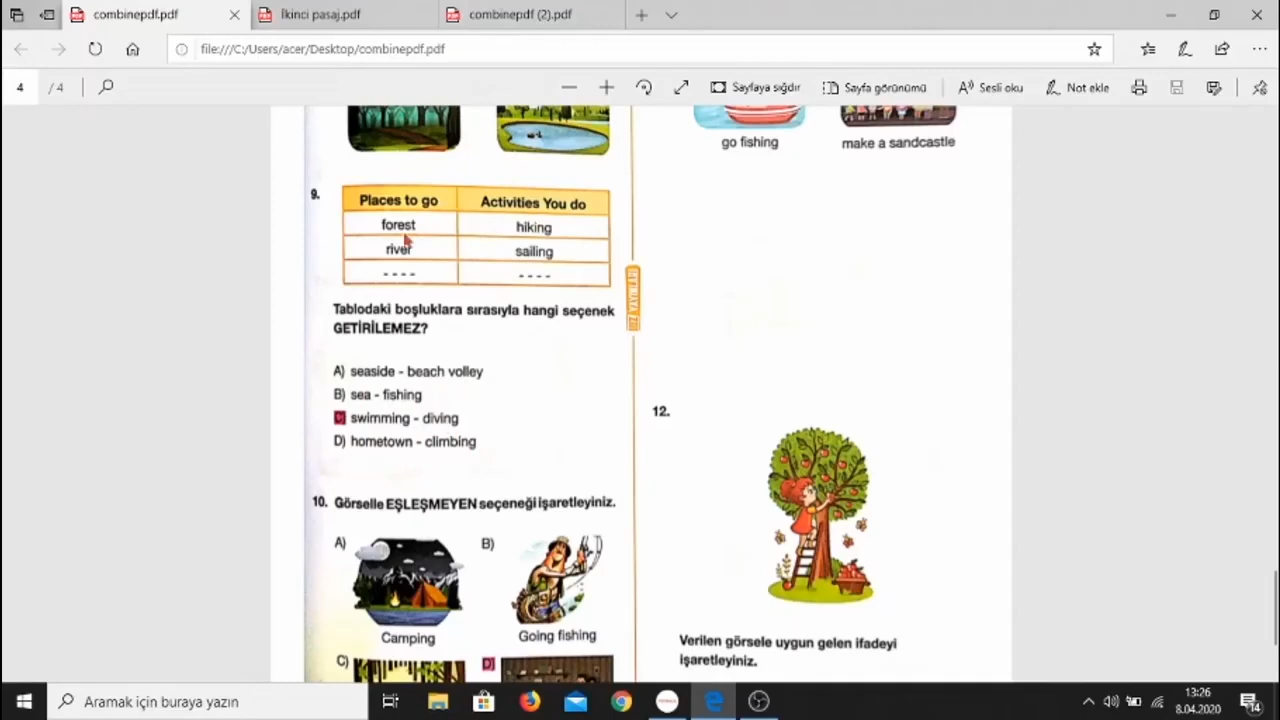 combinepdf.pdf
İkinci pasaj.pdf
combinepdf (2).pdf
file:///C:/Users/acer/Desktop/combinepdf.pdf
4 / 4
Sayfaya sığdır
Sayfa görünümü
Sesli oku
Not ekle
9.
Places to go Activities You do
forest hiking
river sailing
- - - - - - - -
Tablodaki boşluklara sırasıyla hangi seçenek
GETİRİLEMEZ?
A) seaside - beach volley
B) sea - fishing
C) swimming - diving
D) hometown - climbing
10. Görselle EŞLEŞMEYEN seçeneği işaretleyiniz.
A) B)
Camping Going fishing
C) D)
go fishing make a sandcastle
12.
Verilen görsele uygun gelen ifadeyi
işaretleyiniz.
Aramak için buraya yazın
13:26
8.04.2020
14